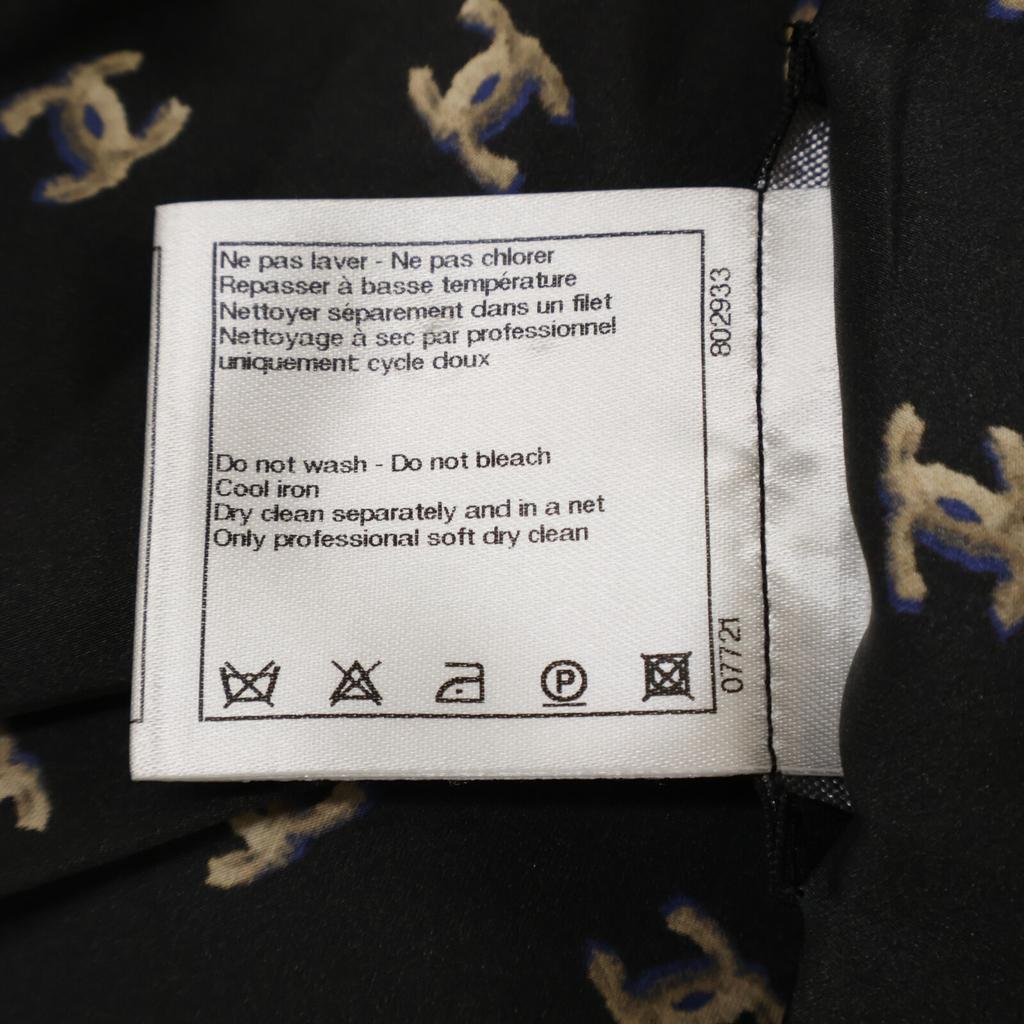 Ne pas laver - Ne pas chlorer
Repasser à basse température
Nettoyer séparement dans un filet
Nettoyage à sec par professionnel
uniquement: cycle doux
Do not wash - Do not bleach
Cool iron
Dry clean separately and in a net
Only professional soft dry clean
P
802933
07721